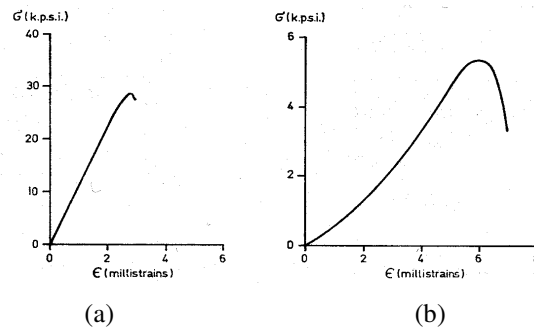 σ (k.p.s.i.)
40
30
20
10
0
0 2 4 6
ϵ (millistrains)
(a)
σ (k.p.s.i.)
6
4
2
0
0 2 4 6
ϵ (millistrains)
(b)